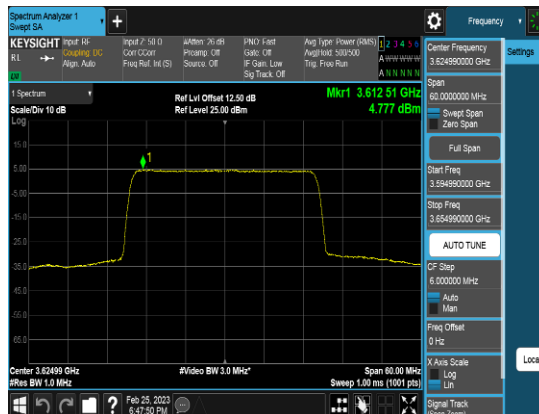 Spectrum Analyzer 1
Swept SA
Frequency
KEYSIGHT
Input: RF
Input Z: 50 Ω
#Atten: 26 dB
PNO: Fast
Avg Type: Power (RMS)
1 2 3 4 5 6
RL
Coupling: DC
Corr CCorr
Preamp: Off
Gate: Off
Avg|Hold: 500/500
A W W W W W
Align: Auto
Freq Ref: Int (S)
Source: Off
IF Gain: Low
Trig: Free Run
Sig Track: Off
A N N N N N
1 Spectrum
Scale/Div 10 dB
Ref Lvl Offset 12.50 dB
Ref Level 25.00 dBm
Mkr1 3.612 51 GHz
4.777 dBm
Log
15.0
5.00
-5.00
-15.0
-25.0
-35.0
-45.0
-55.0
-65.0
1
Center 3.62499 GHz
#Video BW 3.0 MHz*
Span 60.00 MHz
#Res BW 1.0 MHz
Sweep 1.00 ms (1001 pts)
Center Frequency
3.624990000 GHz
Settings
Span
60.0000000 MHz
Swept Span
Zero Span
Full Span
Start Freq
3.594990000 GHz
Stop Freq
3.654990000 GHz
AUTO TUNE
CF Step
6.000000 MHz
Auto
Man
Freq Offset
0 Hz
X Axis Scale
Log
Lin
Loca
Signal Track
(Span Zoom)
?
Feb 25, 2023
6:47:50 PM